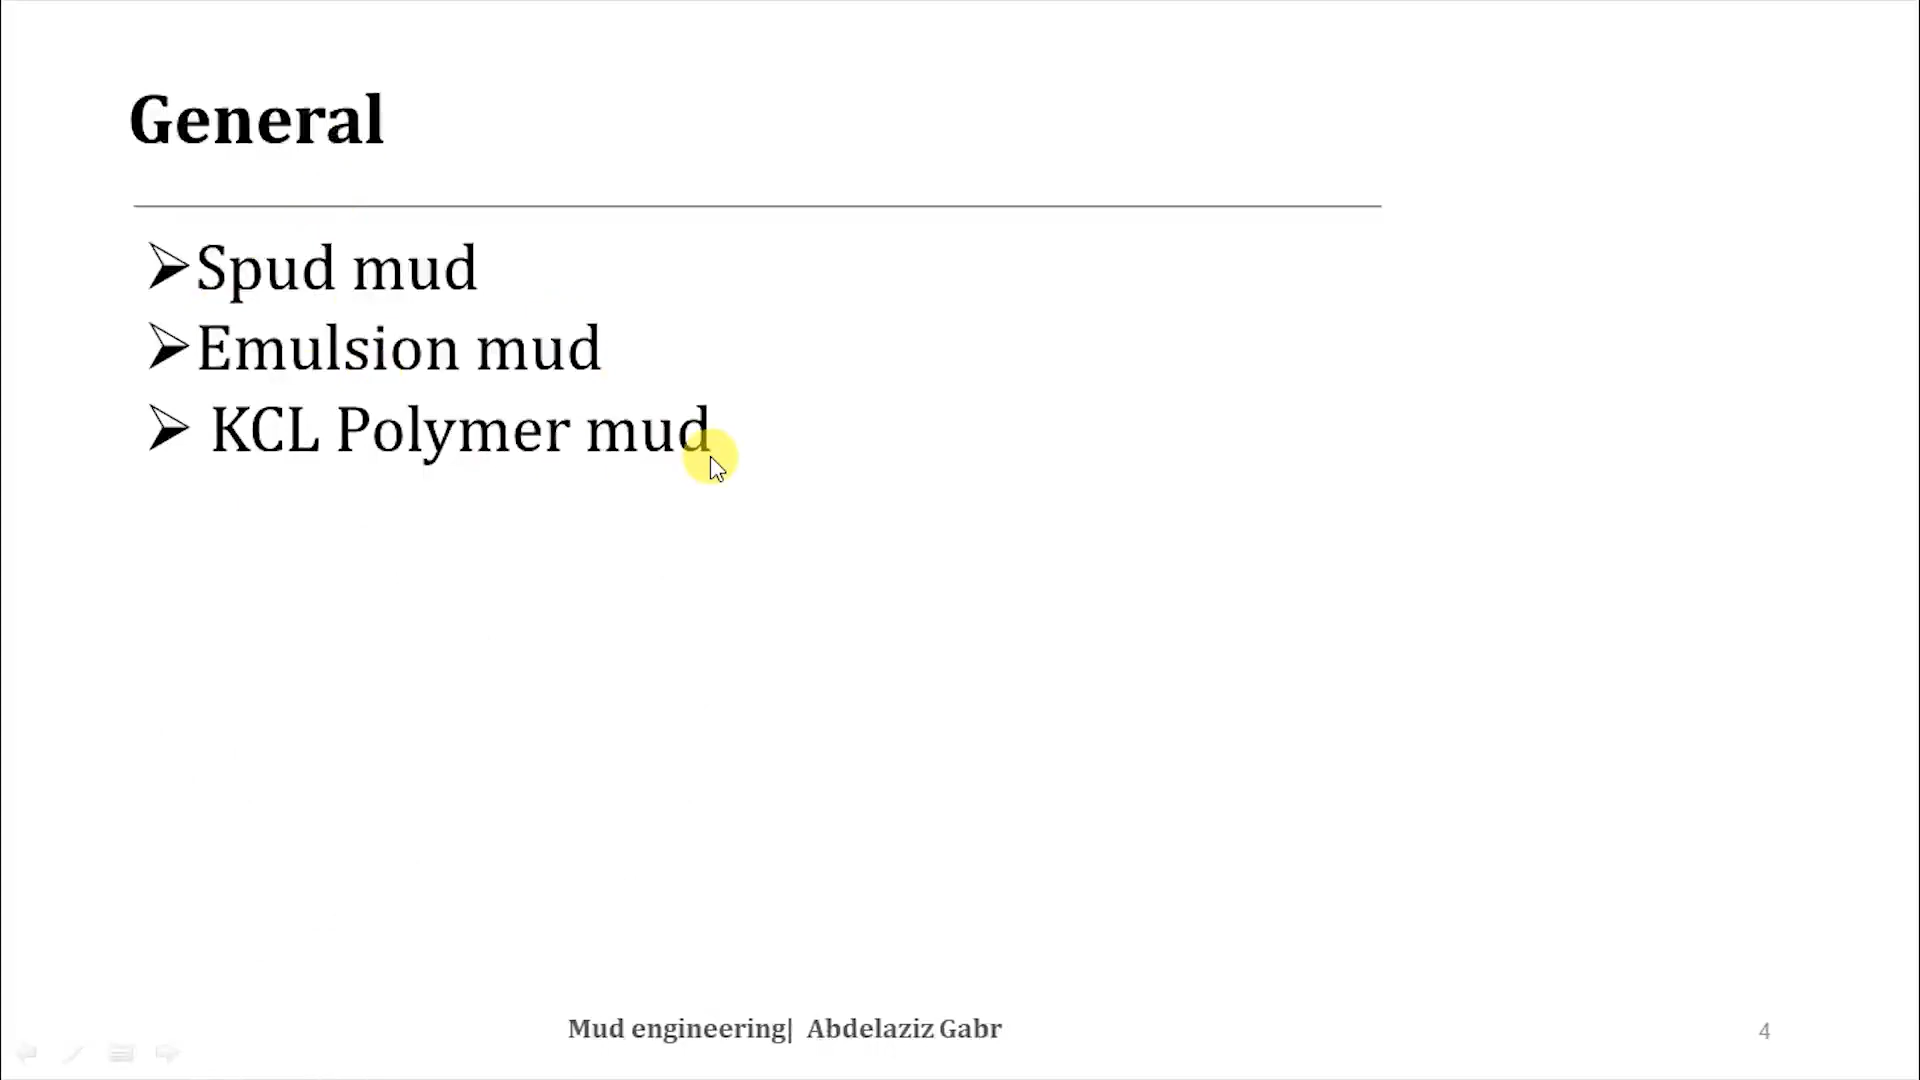 General
➢Spud mud
➢Emulsion mud
➢ KCL Polymer mud
Mud engineering| Abdelaziz Gabr
4